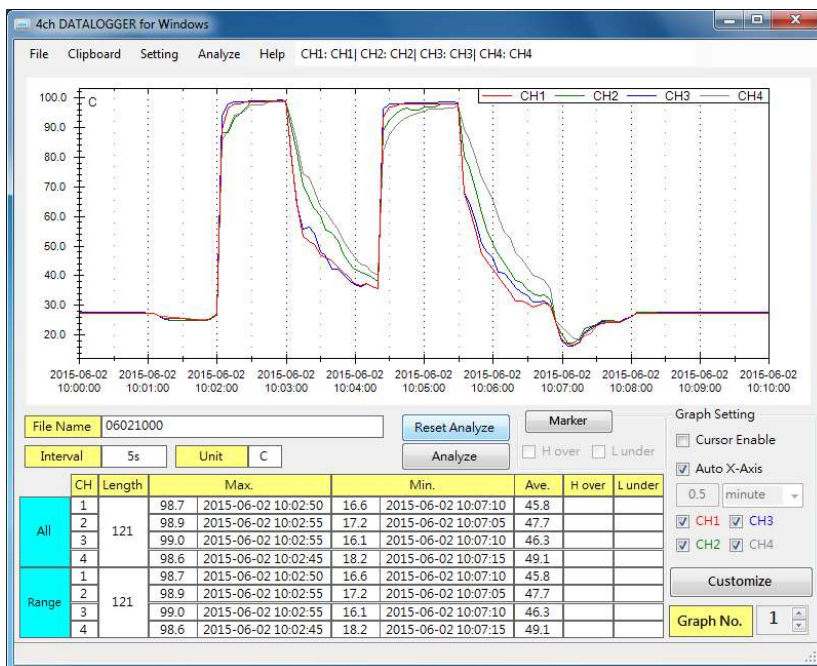 4ch DATALOGGER for Windows
File Clipboard Setting Analyze Help CH1: CH1| CH2: CH2| CH3: CH3| CH4: CH4
C
CH1 CH2 CH3 CH4
100.0
90.0
80.0
70.0
60.0
50.0
40.0
30.0
20.0
2015-06-02 2015-06-02 2015-06-02 2015-06-02 2015-06-02 2015-06-02 2015-06-02 2015-06-02 2015-06-02 2015-06-02 2015-06-02
10:00:00 10:01:00 10:02:00 10:03:00 10:04:00 10:05:00 10:06:00 10:07:00 10:08:00 10:09:00 10:10:00
File Name 06021000 Reset Analyze Marker
Interval 5s Unit C Analyze H over L under
CH Length Max. Min. Ave. H over L under
All 121
1 98.7 2015-06-02 10:02:50 16.6 2015-06-02 10:07:10 45.8
2 98.9 2015-06-02 10:02:55 17.2 2015-06-02 10:07:05 47.7
3 99.0 2015-06-02 10:02:55 16.1 2015-06-02 10:07:10 46.3
4 98.6 2015-06-02 10:02:45 18.2 2015-06-02 10:07:15 49.1
Range 121
1 98.7 2015-06-02 10:02:50 16.6 2015-06-02 10:07:10 45.8
2 98.9 2015-06-02 10:02:55 17.2 2015-06-02 10:07:05 47.7
3 99.0 2015-06-02 10:02:55 16.1 2015-06-02 10:07:10 46.3
4 98.6 2015-06-02 10:02:45 18.2 2015-06-02 10:07:15 49.1
Graph Setting
Cursor Enable
Auto X-Axis
0.5 minute
CH1 CH3
CH2 CH4
Customize
Graph No. 1